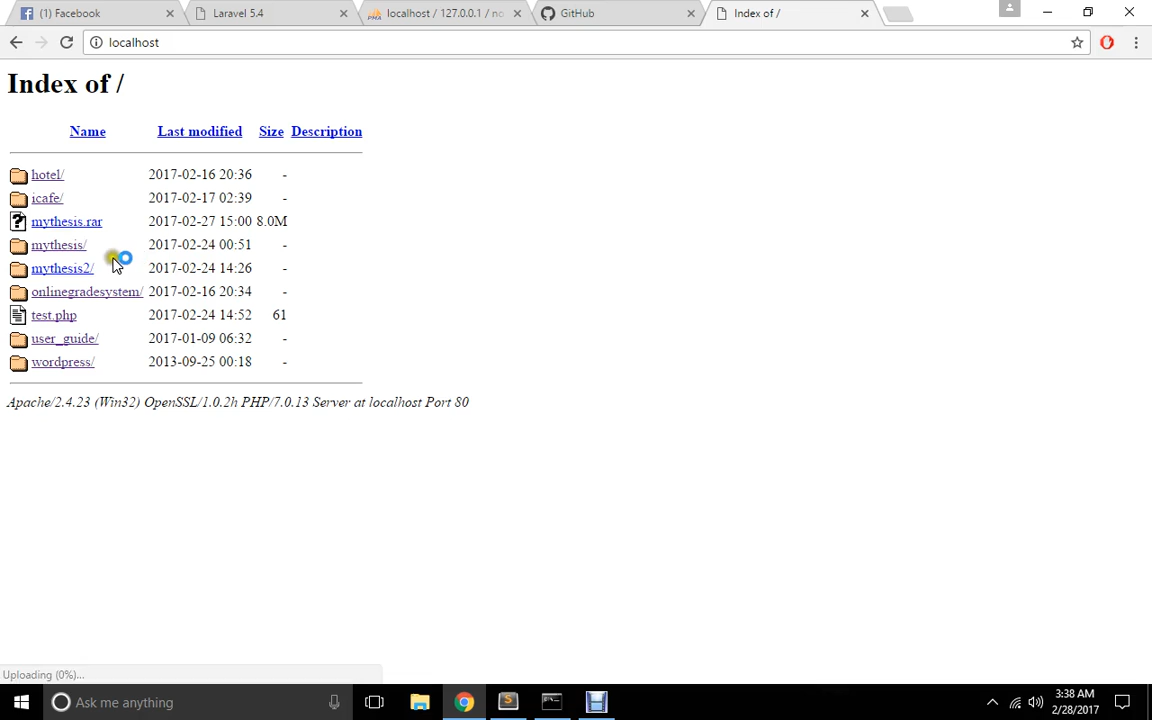 (1) Facebook
Laravel 5.4
localhost / 127.0.0.1 / no
GitHub
Index of /
localhost
Index of /
Name Last modified Size Description
hotel/ 2017-02-16 20:36 -
icafe/ 2017-02-17 02:39 -
mythesis.rar 2017-02-27 15:00 8.0M
mythesis/ 2017-02-24 00:51 -
mythesis2/ 2017-02-24 14:26 -
onlinegradesystem/ 2017-02-16 20:34 -
test.php 2017-02-24 14:52 61
user_guide/ 2017-01-09 06:32 -
wordpress/ 2013-09-25 00:18 -
Apache/2.4.23 (Win32) OpenSSL/1.0.2h PHP/7.0.13 Server at localhost Port 80
Uploading (0%)...
Ask me anything
3:38 AM
2/28/2017